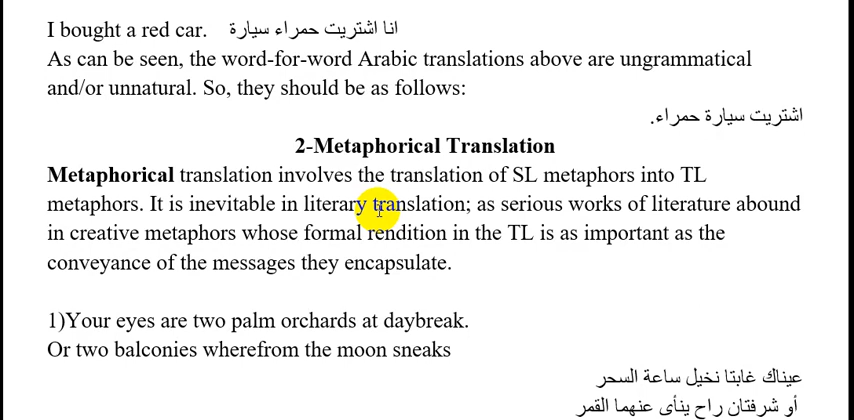 I bought a red car. انا اشتريت حمراء سيارة
As can be seen, the word-for-word Arabic translations above are ungrammatical
and/or unnatural. So, they should be as follows:
اشتريت سيارة حمراء.
2-Metaphorical Translation
Metaphorical translation involves the translation of SL metaphors into TL
metaphors. It is inevitable in literary translation; as serious works of literature abound
in creative metaphors whose formal rendition in the TL is as important as the
conveyance of the messages they encapsulate.
1)Your eyes are two palm orchards at daybreak.
Or two balconies wherefrom the moon sneaks
عيناك غابتا نخيل ساعة السحر
أو شرفتان راح ينأى عنهما القمر